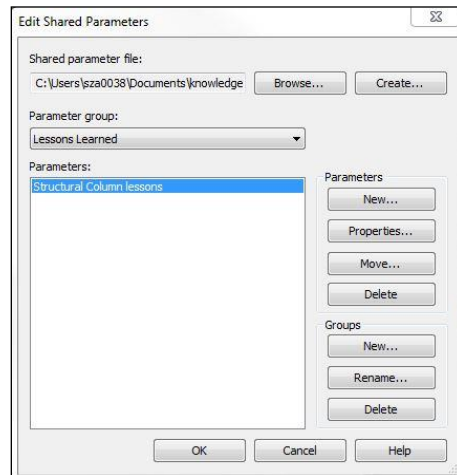 Edit Shared Parameters
Shared parameter file:
C:\Users\sza0038\Documents\knowledge
Browse...
Create...
Parameter group:
Lessons Learned
Parameters:
Structural Column lessons
Parameters
New...
Properties...
Move...
Delete
Groups
New...
Rename...
Delete
OK
Cancel
Help